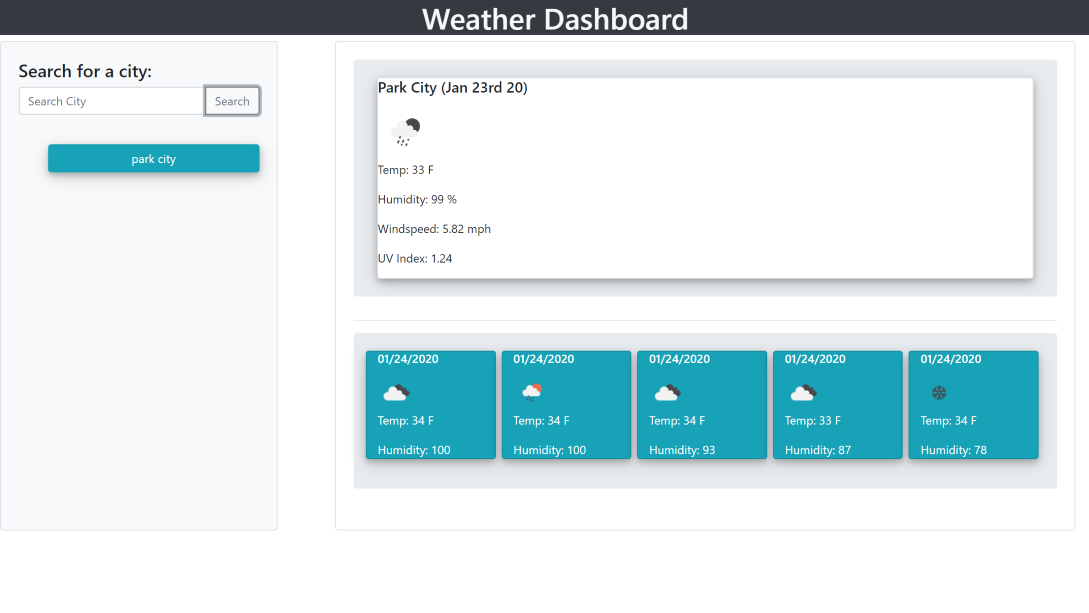 Weather Dashboard
Search for a city:
Search City
Search
park city
Park City (Jan 23rd 20)
Temp: 33 F
Humidity: 99 %
Windspeed: 5.82 mph
UV Index: 1.24
01/24/2020
Temp: 34 F
Humidity: 100
01/24/2020
Temp: 34 F
Humidity: 100
01/24/2020
Temp: 34 F
Humidity: 93
01/24/2020
Temp: 33 F
Humidity: 87
01/24/2020
Temp: 34 F
Humidity: 78